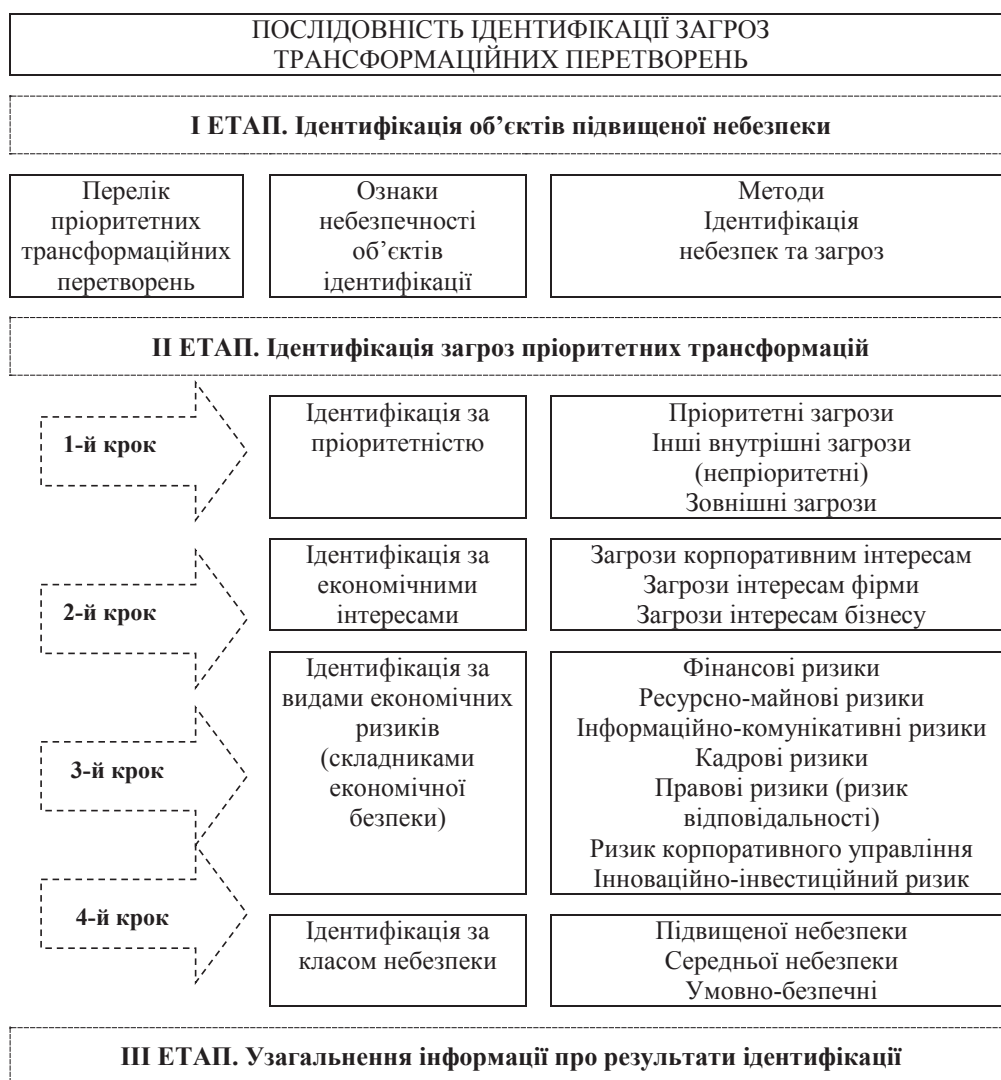 ПОСЛІДОВНІСТЬ ІДЕНТИФІКАЦІЇ ЗАГРОЗ
ТРАНСФОРМАЦІЙНИХ ПЕРЕТВОРЕНЬ
І ЕТАП. Ідентифікація об’єктів підвищеної небезпеки
Перелік
пріоритетних
трансформаційних
перетворень
Ознаки
небезпечності
об’єктів
ідентифікації
Методи
Ідентифікація
небезпек та загроз
ІІ ЕТАП. Ідентифікація загроз пріоритетних трансформацій
1-й крок
Ідентифікація за
пріоритетністю
Пріоритетні загрози
Інші внутрішні загрози
(непріоритетні)
Зовнішні загрози
2-й крок
Ідентифікація за
економічними
інтересами
Загрози корпоративним інтересам
Загрози інтересам фірми
Загрози інтересам бізнесу
3-й крок
Ідентифікація за
видами економічних
ризиків
(складниками
економічної
безпеки)
Фінансові ризики
Ресурсно-майнові ризики
Інформаційно-комунікативні ризики
Кадрові ризики
Правові ризики (ризик
відповідальності)
Ризик корпоративного управління
Інноваційно-інвестиційний ризик
4-й крок
Ідентифікація за
класом небезпеки
Підвищеної небезпеки
Середньої небезпеки
Умовно-безпечні
ІІІ ЕТАП. Узагальнення інформації про результати ідентифікації